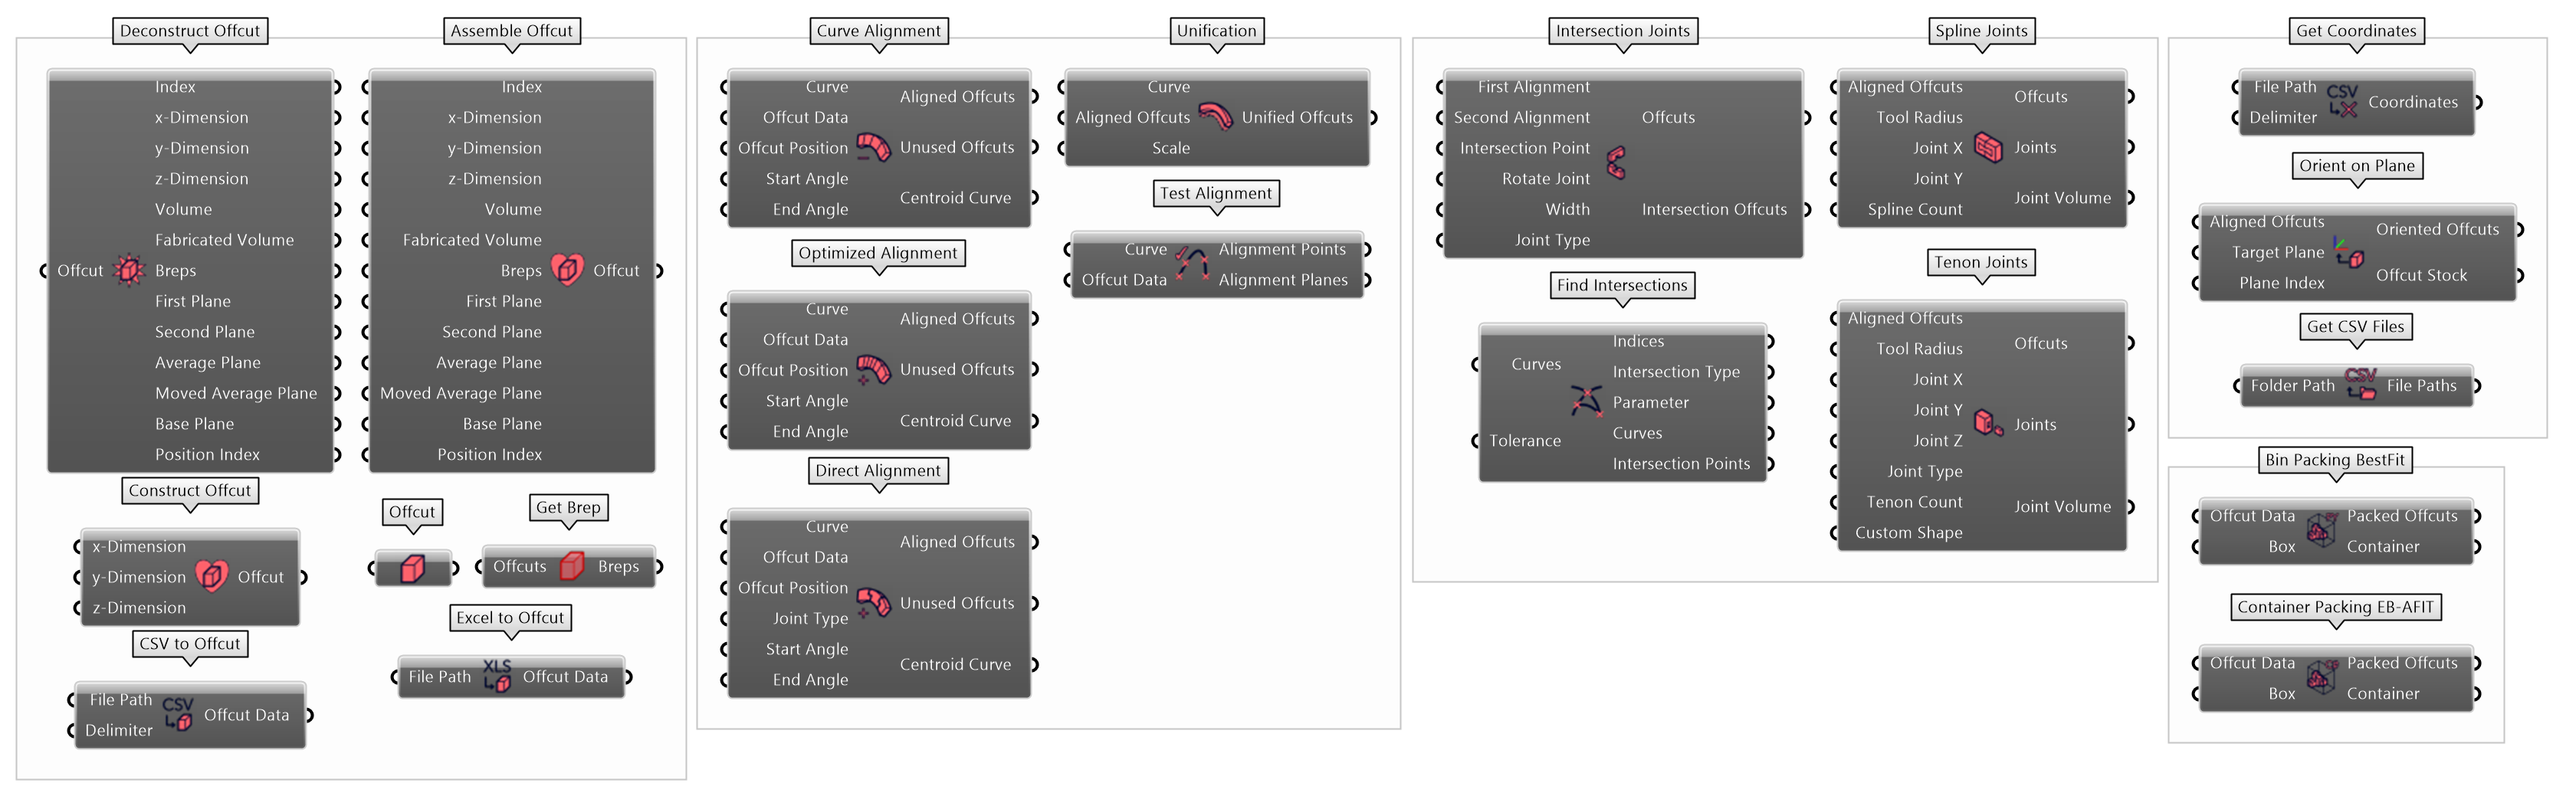 Deconstruct Offcut
Index
x-Dimension
y-Dimension
z-Dimension
Volume
Fabricated Volume
Offcut
Breps
First Plane
Second Plane
Average Plane
Moved Average Plane
Base Plane
Position Index
Assemble Offcut
Index
x-Dimension
y-Dimension
z-Dimension
Volume
Fabricated Volume
Breps
Offcut
First Plane
Second Plane
Average Plane
Moved Average Plane
Base Plane
Position Index
Construct Offcut
x-Dimension
y-Dimension
z-Dimension
Offcut
Offcut
Get Brep
Offcuts
Breps
CSV to Offcut
File Path
Delimiter
CSV
Offcut Data
Excel to Offcut
File Path
XLS
Offcut Data
Curve Alignment
Curve
Offcut Data
Offcut Position
Start Angle
End Angle
Aligned Offcuts
Unused Offcuts
Centroid Curve
Optimized Alignment
Curve
Offcut Data
Offcut Position
Start Angle
End Angle
Aligned Offcuts
Unused Offcuts
Centroid Curve
Direct Alignment
Curve
Offcut Data
Offcut Position
Joint Type
Start Angle
End Angle
Aligned Offcuts
Unused Offcuts
Centroid Curve
Unification
Curve
Aligned Offcuts
Scale
Unified Offcuts
Test Alignment
Curve
Offcut Data
Alignment Points
Alignment Planes
Intersection Joints
First Alignment
Second Alignment
Intersection Point
Rotate Joint
Width
Joint Type
Offcuts
Intersection Offcuts
Find Intersections
Curves
Tolerance
Indices
Intersection Type
Parameter
Curves
Intersection Points
Spline Joints
Aligned Offcuts
Tool Radius
Joint X
Joint Y
Spline Count
Offcuts
Joints
Joint Volume
Tenon Joints
Aligned Offcuts
Tool Radius
Joint X
Joint Y
Joint Z
Joint Type
Tenon Count
Custom Shape
Offcuts
Joints
Joint Volume
Get Coordinates
File Path
Delimiter
CSV
Coordinates
Orient on Plane
Aligned Offcuts
Target Plane
Plane Index
Oriented Offcuts
Offcut Stock
Get CSV Files
Folder Path
CSV
File Paths
Bin Packing BestFit
Offcut Data
Box
Packed Offcuts
Container
Container Packing EB-AFIT
Offcut Data
Box
Packed Offcuts
Container